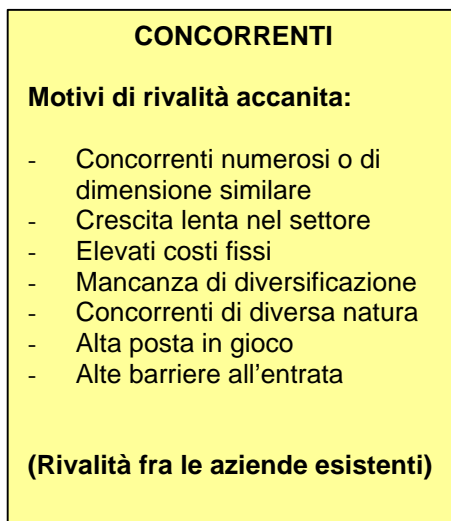 CONCORRENTI
Motivi di rivalità accanita:
- Concorrenti numerosi o di
dimensione similare
- Crescita lenta nel settore
- Elevati costi fissi
- Mancanza di diversificazione
- Concorrenti di diversa natura
- Alta posta in gioco
- Alte barriere all'entrata
(Rivalità fra le aziende esistenti)